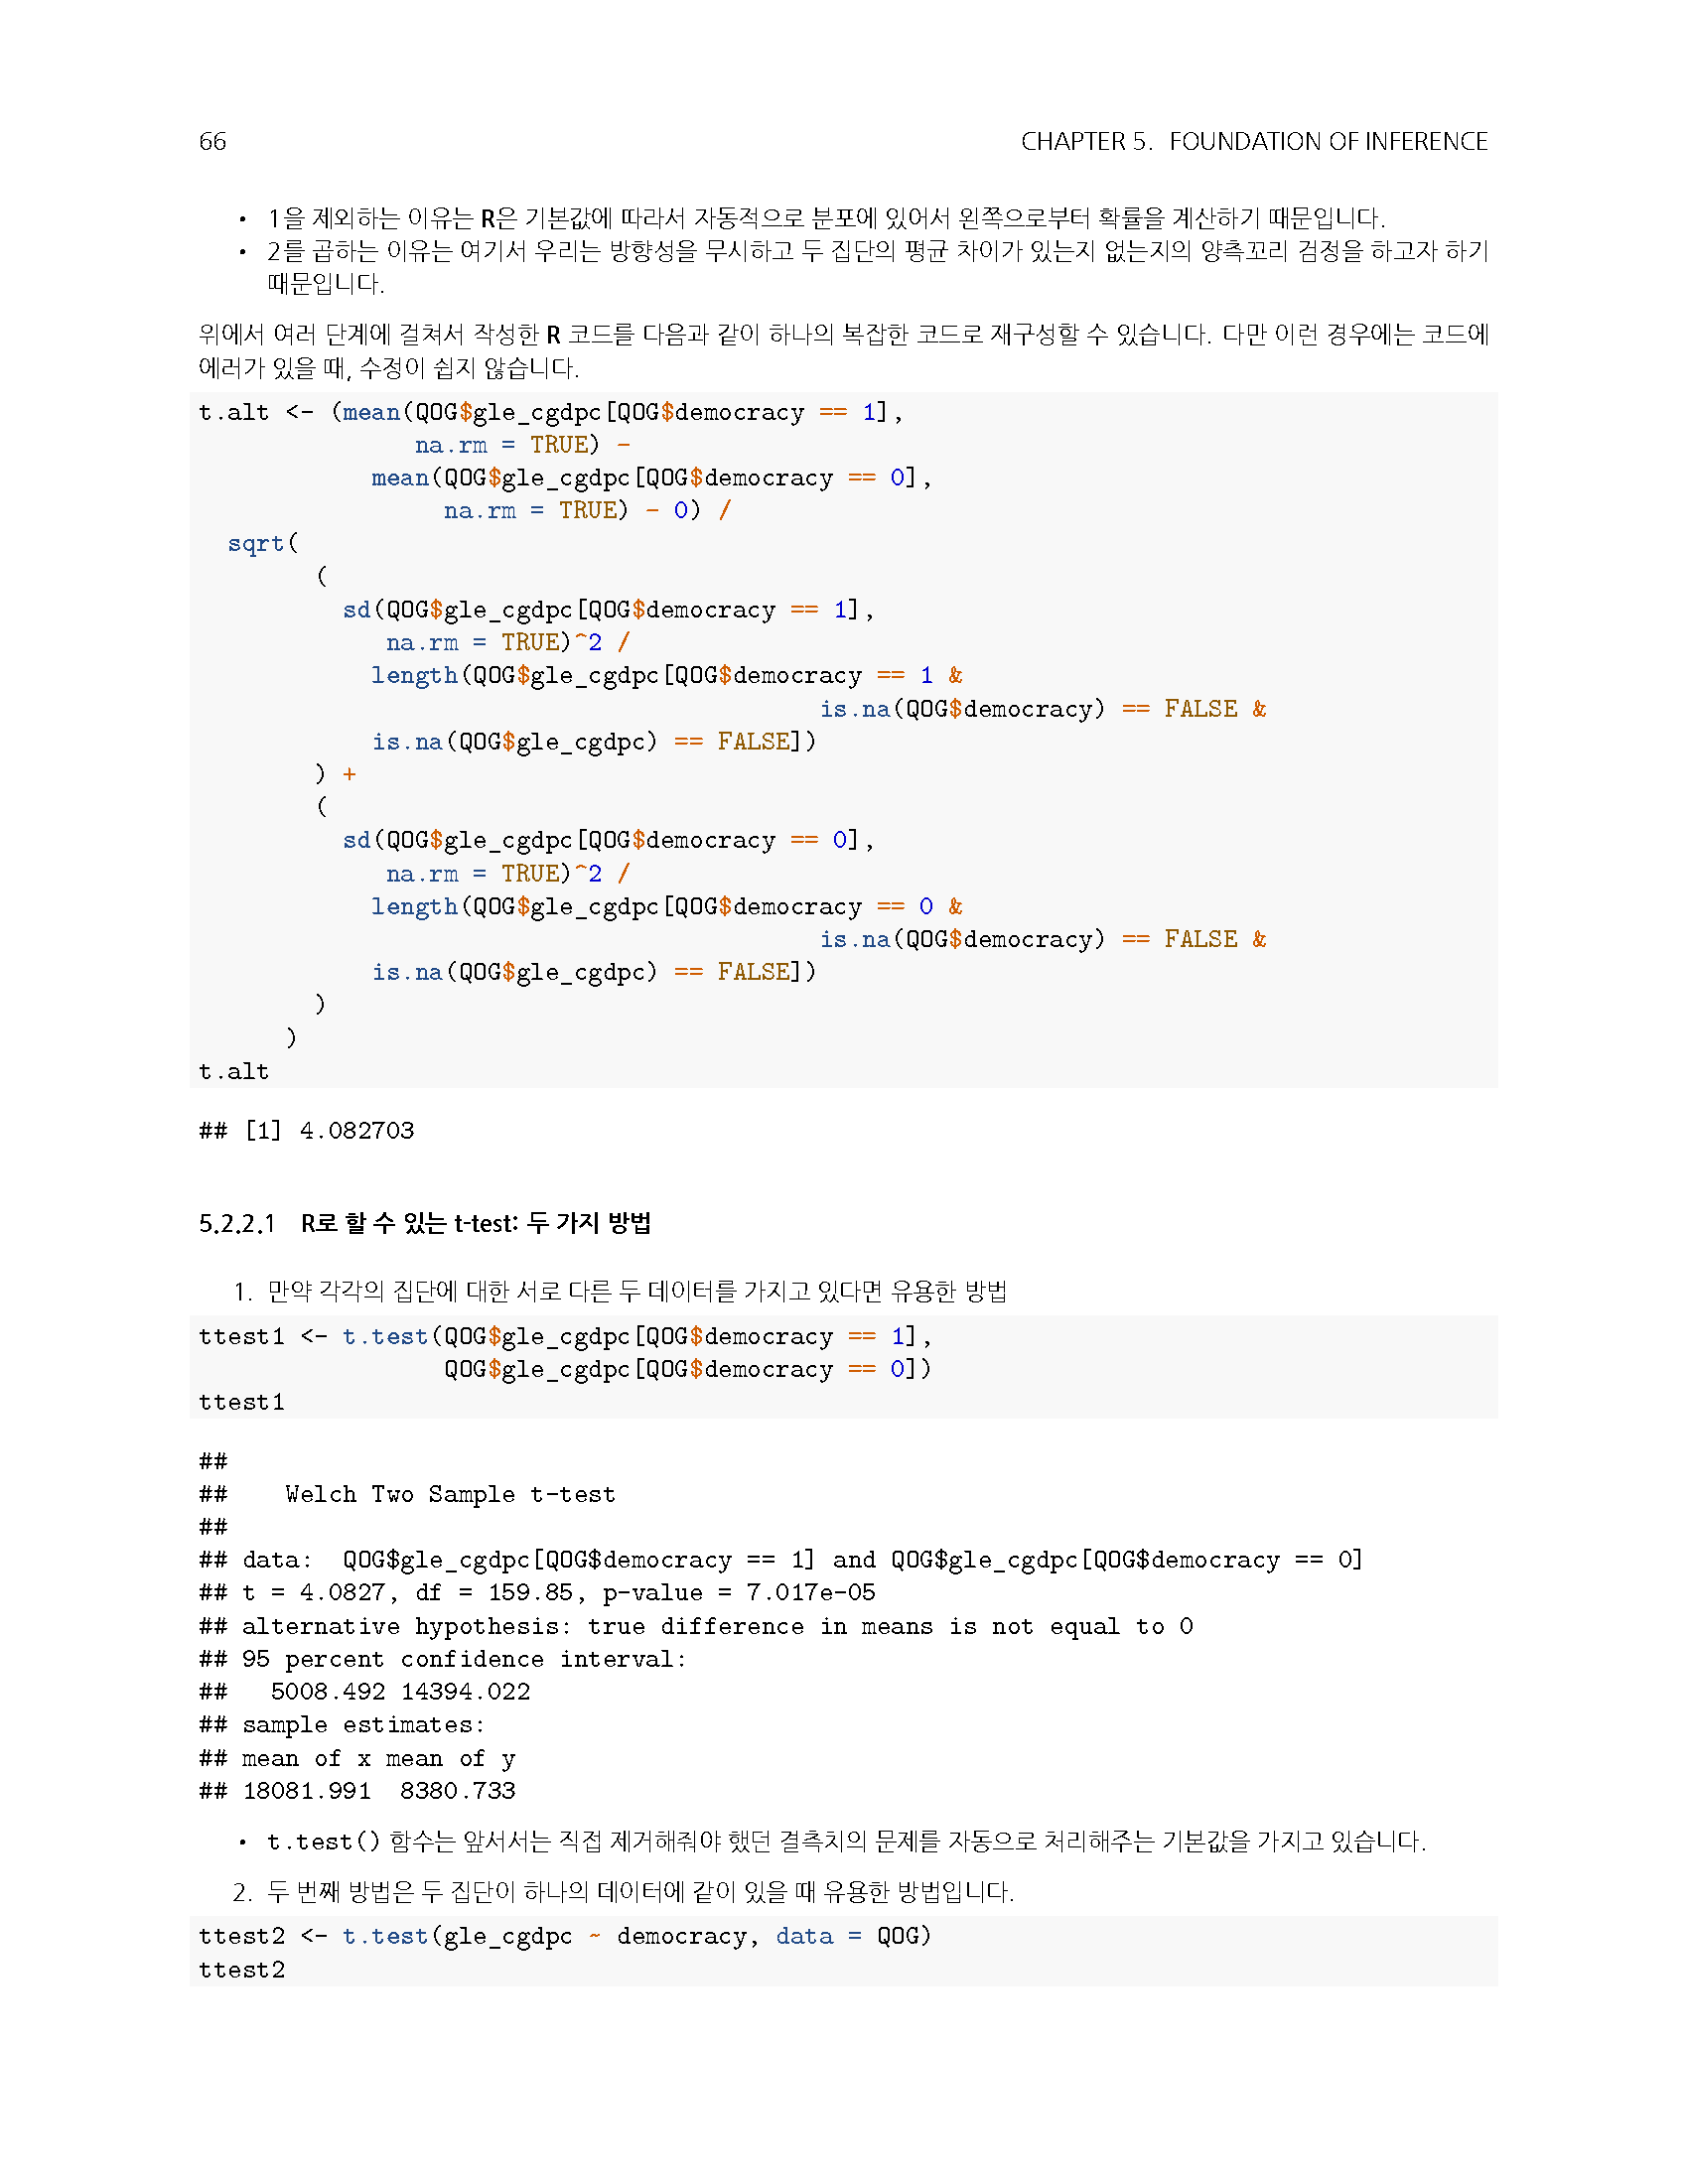 66 CHAPTER 5. FOUNDATION OF INFERENCE
• 1을 제외하는 이유는 R은 기본값에 따라서 자동적으로 분포에 있어서 왼쪽으로부터 확률을 계산하기 때문입니다.
• 2를 곱하는 이유는 여기서 우리는 방향성을 무시하고 두 집단의 평균 차이가 있는지 없는지의 양측꼬리 검정을 하고자 하기
때문입니다.
위에서 여러 단계에 걸쳐서 작성한 R 코드를 다음과 같이 하나의 복잡한 코드로 재구성할 수 있습니다. 다만 이런 경우에는 코드에
에러가 있을 때, 수정이 쉽지 않습니다.
t.alt <- (mean(QOG$gle_cgdpc[QOG$democracy == 1],
na.rm = TRUE) -
mean(QOG$gle_cgdpc[QOG$democracy == 0],
na.rm = TRUE) - 0) /
sqrt(
(
sd(QOG$gle_cgdpc[QOG$democracy == 1],
na.rm = TRUE)^2 /
length(QOG$gle_cgdpc[QOG$democracy == 1 &
is.na(QOG$democracy) == FALSE &
is.na(QOG$gle_cgdpc) == FALSE])
) +
(
sd(QOG$gle_cgdpc[QOG$democracy == 0],
na.rm = TRUE)^2 /
length(QOG$gle_cgdpc[QOG$democracy == 0 &
is.na(QOG$democracy) == FALSE &
is.na(QOG$gle_cgdpc) == FALSE])
)
)
t.alt
## [1] 4.082703
5.2.2.1 R로 할 수 있는 t-test: 두 가지 방법
1. 만약 각각의 집단에 대한 서로 다른 두 데이터를 가지고 있다면 유용한 방법
ttest1 <- t.test(QOG$gle_cgdpc[QOG$democracy == 1],
QOG$gle_cgdpc[QOG$democracy == 0])
ttest1
##
## Welch Two Sample t-test
##
## data: QOG$gle_cgdpc[QOG$democracy == 1] and QOG$gle_cgdpc[QOG$democracy == 0]
## t = 4.0827, df = 159.85, p-value = 7.017e-05
## alternative hypothesis: true difference in means is not equal to 0
## 95 percent confidence interval:
## 5008.492 14394.022
## sample estimates:
## mean of x mean of y
## 18081.991 8380.733
• t.test() 함수는 앞서서는 직접 제거해줘야 했던 결측치의 문제를 자동으로 처리해주는 기본값을 가지고 있습니다.
2. 두 번째 방법은 두 집단이 하나의 데이터에 같이 있을 때 유용한 방법입니다.
ttest2 <- t.test(gle_cgdpc ~ democracy, data = QOG)
ttest2